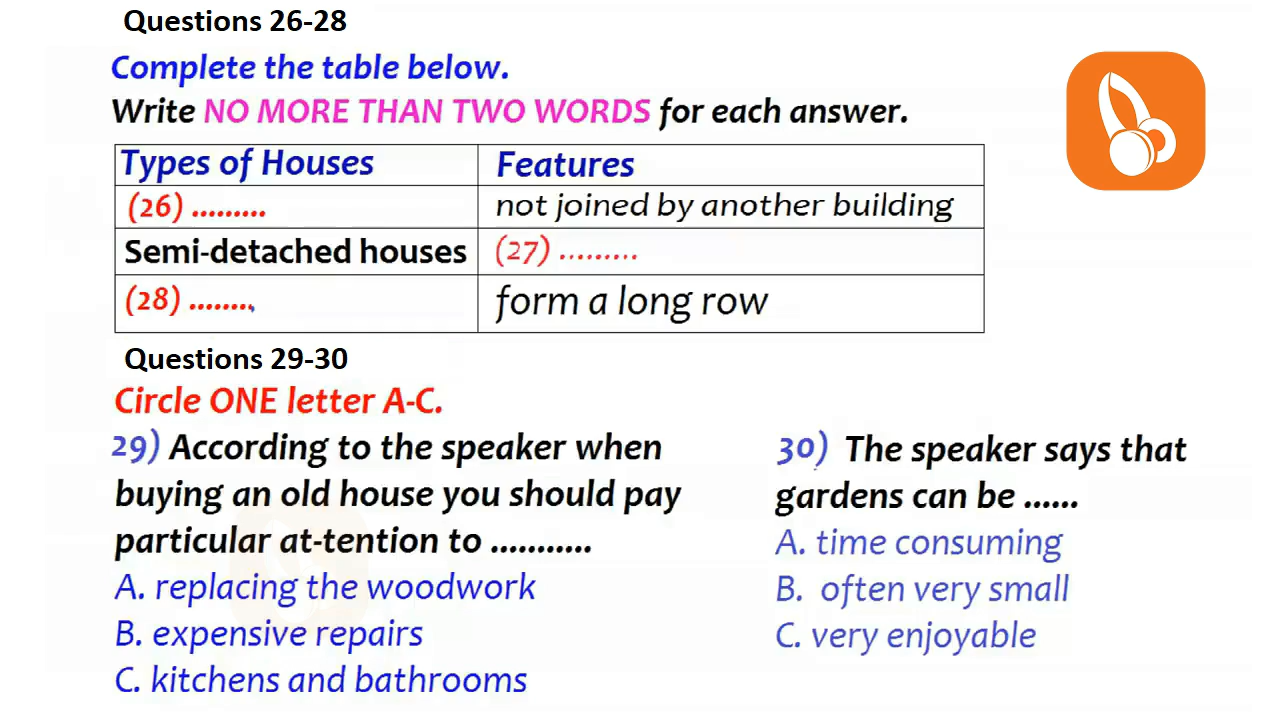 Questions 26-28
Complete the table below.
Write NO MORE THAN TWO WORDS for each answer.
Types of Houses Features
(26) ......... not joined by another building
Semi-detached houses (27) .........
(28) ........, form a long row
Questions 29-30
Circle ONE letter A-C.
29) According to the speaker when
buying an old house you should pay
particular at-tention to ...........
A. replacing the woodwork
B. expensive repairs
C. kitchens and bathrooms
30) The speaker says that
gardens can be ......
A. time consuming
B. often very small
C. very enjoyable